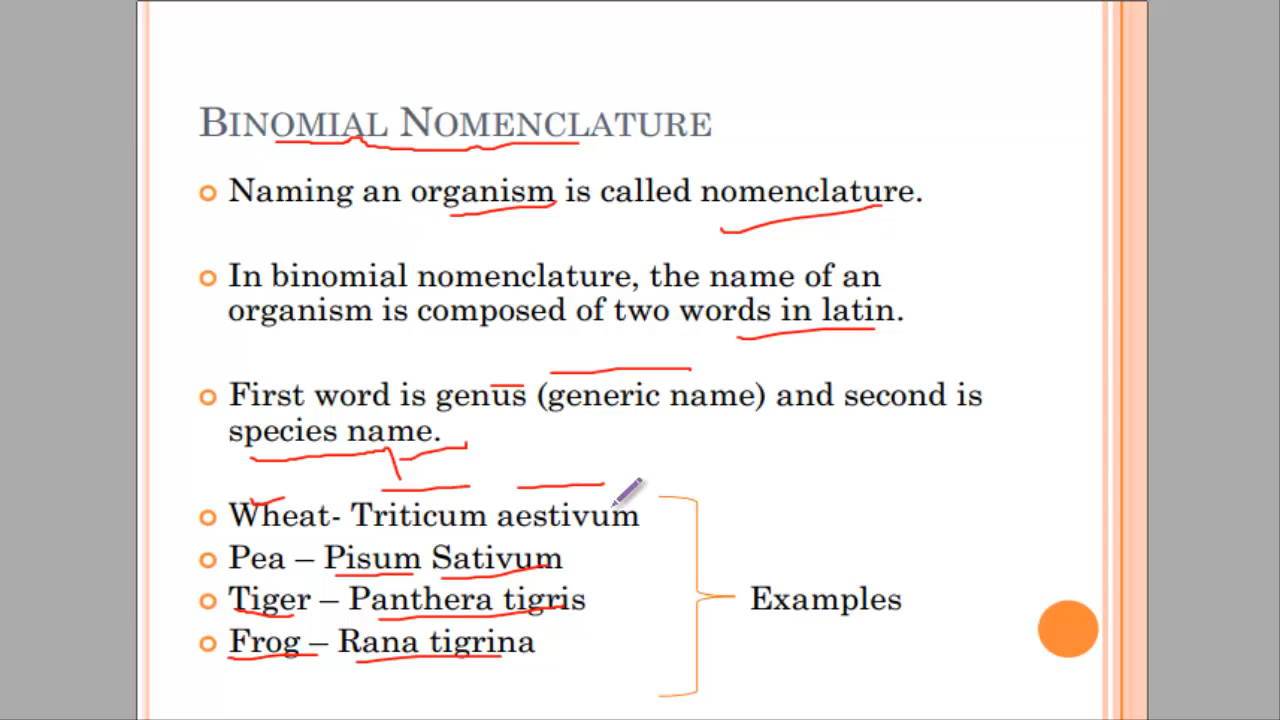 BINOMIAL NOMENCLATURE
Naming an organism is called nomenclature.
In binomial nomenclature, the name of an
organism is composed of two words in latin.
First word is genus (generic name) and second is
species name.
Wheat- Triticum aestivum
Pea – Pisum Sativum
Tiger – Panthera tigris
Frog – Rana tigrina
Examples